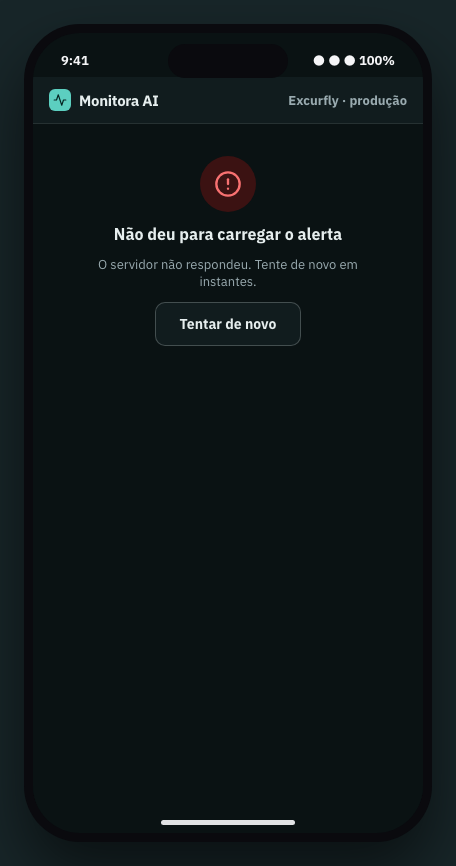 9:41
100%
Monitora AI
Excurfly · produção
Não deu para carregar o alerta
O servidor não respondeu. Tente de novo em
instantes.
Tentar de novo